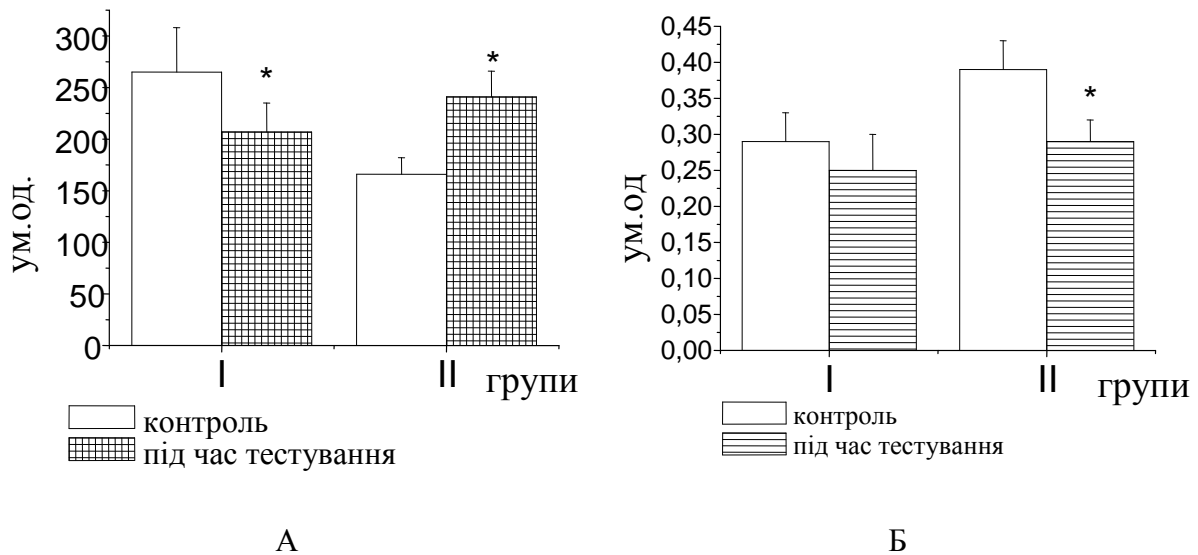 300
250
200
150
100
50
0
ум.од.
*
*
I
II
групи
контроль
під час тестування
А
0,45
0,40
0,35
0,30
0,25
0,20
0,15
0,10
0,05
0,00
ум.од
*
I
II
групи
контроль
під час тестування
Б